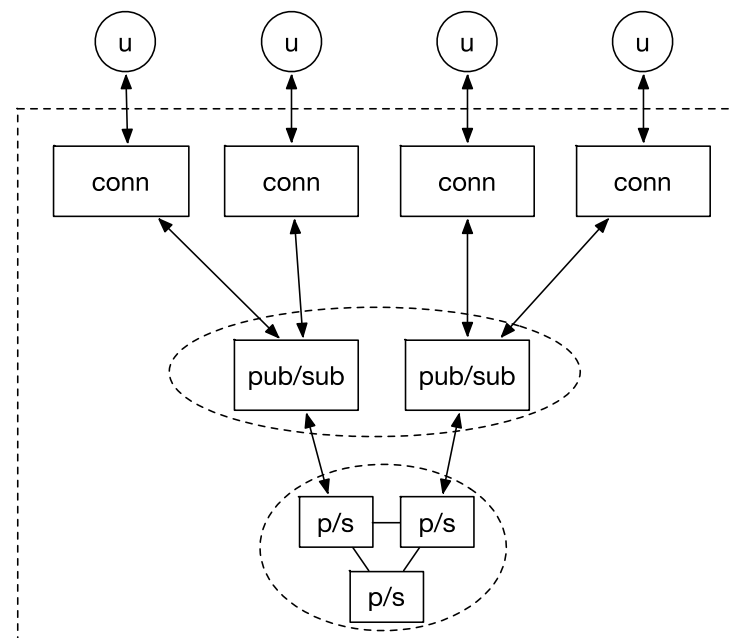 u u u u
conn conn conn conn
pub/sub pub/sub
p/s p/s
p/s